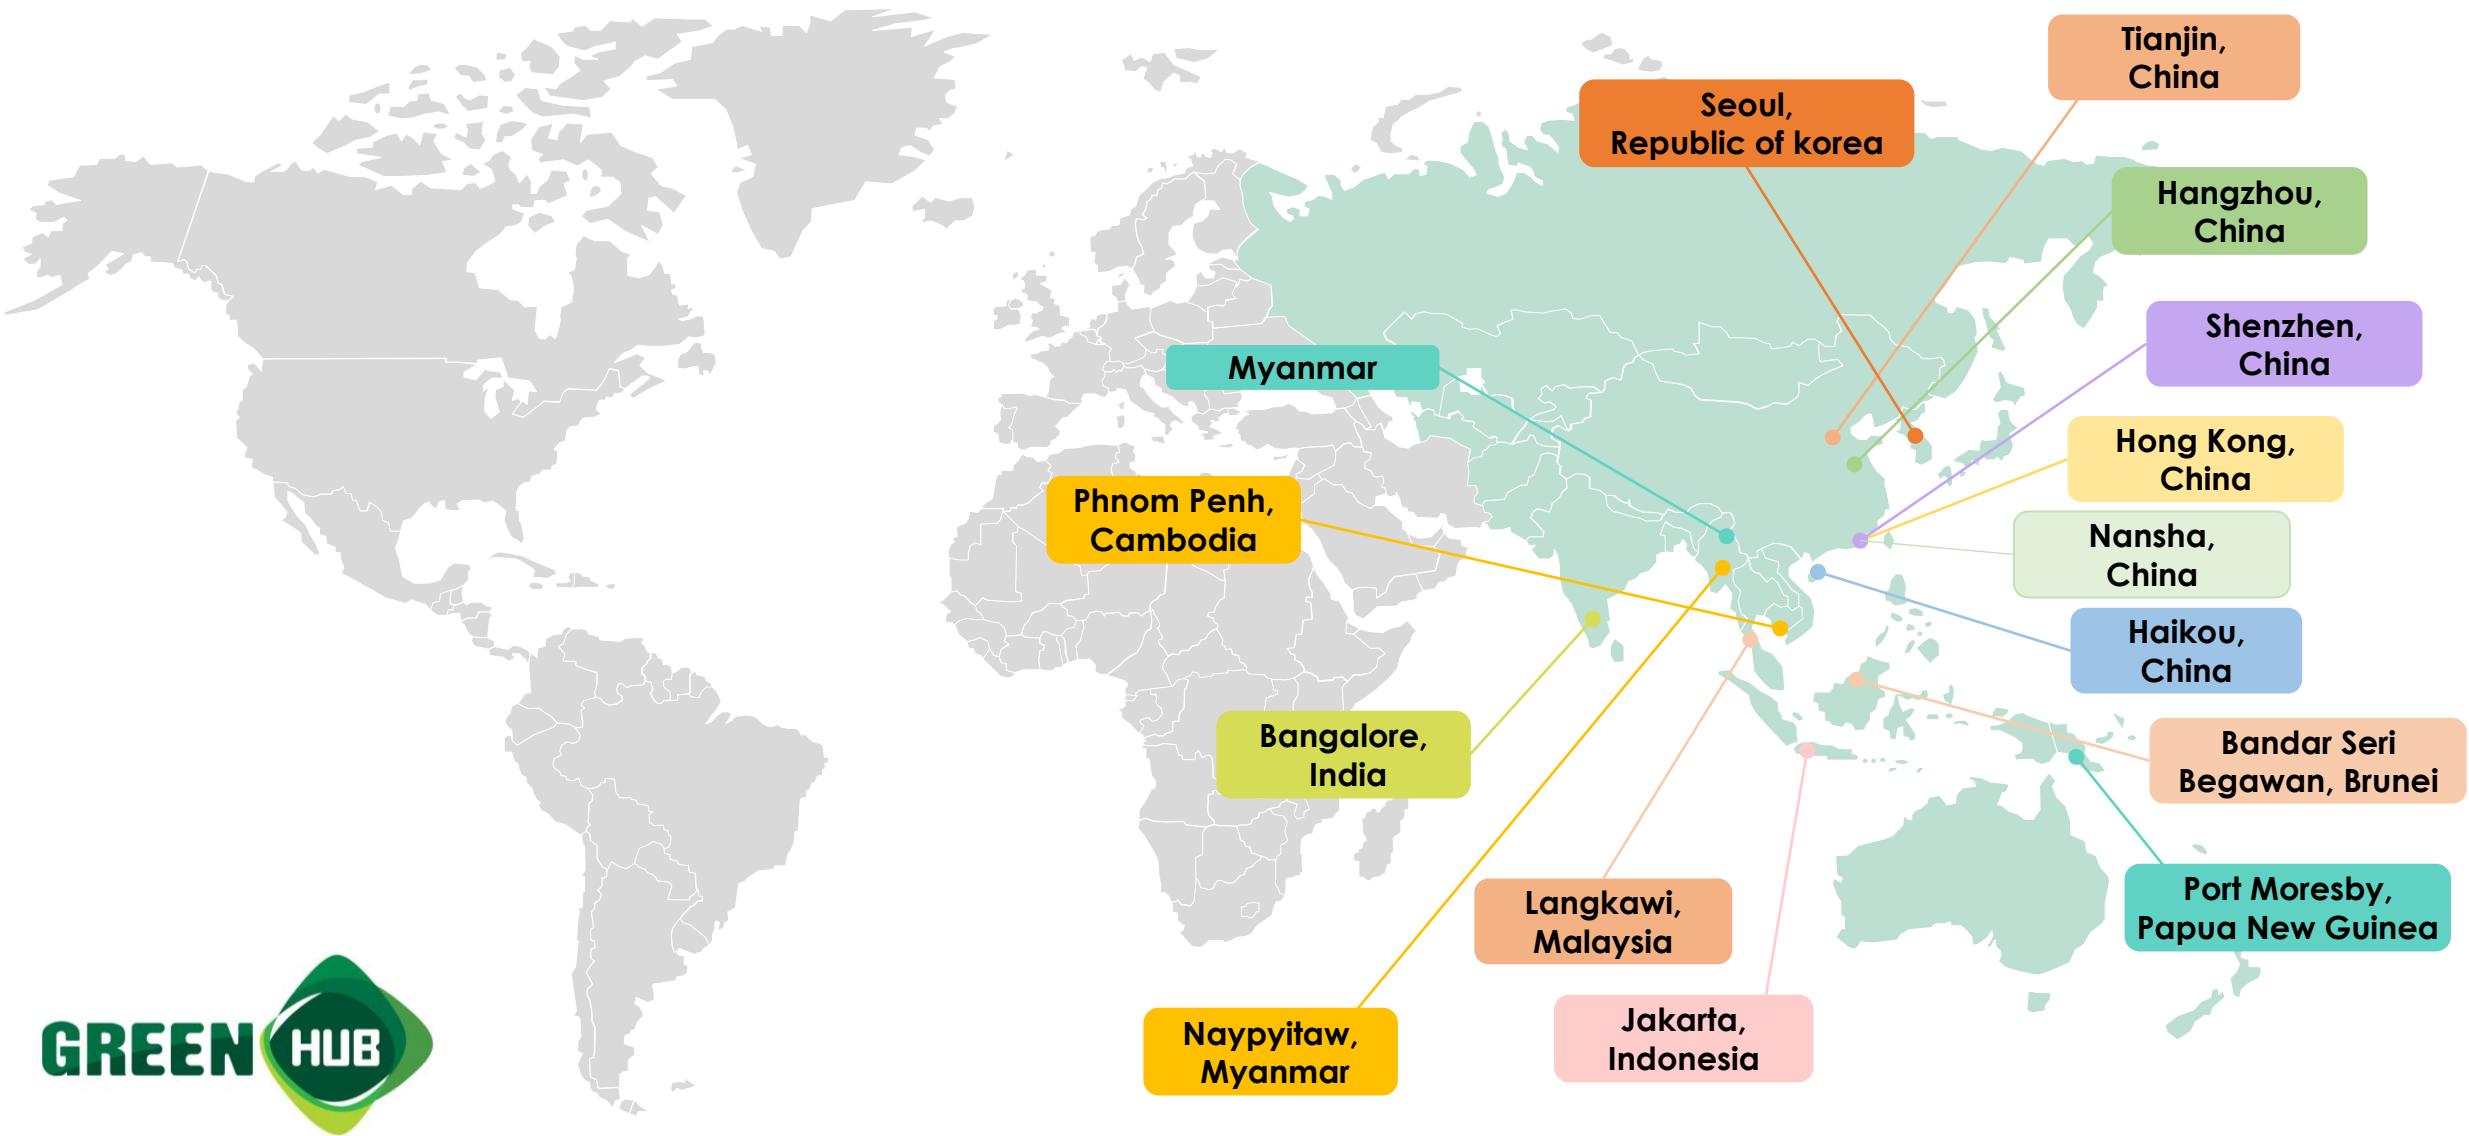 Tianjin,
China
Seoul,
Republic of korea
Hangzhou,
China
Shenzhen,
China
Myanmar
Hong Kong,
China
Phnom Penh,
Cambodia
Nansha,
China
Haikou,
China
Bangalore,
India
Bandar Seri
Begawan, Brunei
Langkawi,
Malaysia
Port Moresby,
Papua New Guinea
Jakarta,
Indonesia
Naypyitaw,
Myanmar
GREEN HUB